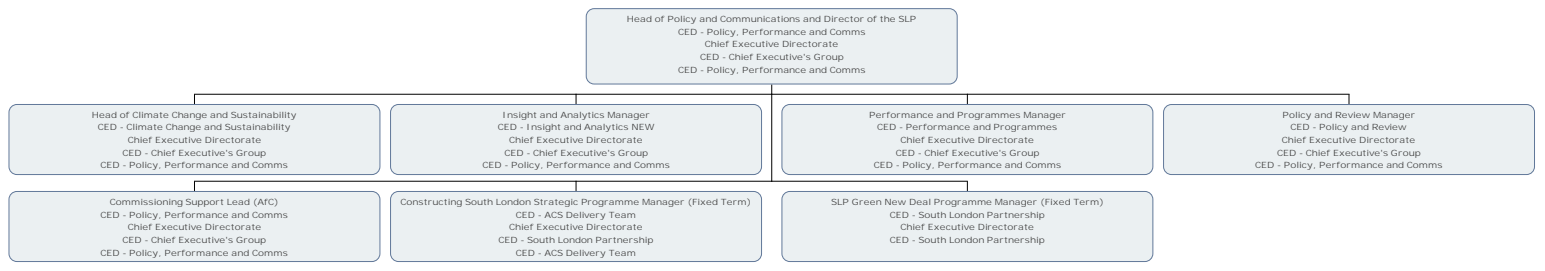 Head of Policy and Communications and Director of the SLP
CED - Policy, Performance and Comms
Chief Executive Directorate
CED - Chief Executive's Group
CED - Policy, Performance and Comms
Head of Climate Change and Sustainability
CED - Climate Change and Sustainability
Chief Executive Directorate
CED - Chief Executive's Group
CED - Policy, Performance and Comms
Insight and Analytics Manager
CED - Insight and Analytics NEW
Chief Executive Directorate
CED - Chief Executive's Group
CED - Policy, Performance and Comms
Performance and Programmes Manager
CED - Performance and Programmes
Chief Executive Directorate
CED - Chief Executive's Group
CED - Policy, Performance and Comms
Policy and Review Manager
CED - Policy and Review
Chief Executive Directorate
CED - Chief Executive's Group
CED - Policy, Performance and Comms
Commissioning Support Lead (AfC)
CED - Policy, Performance and Comms
Chief Executive Directorate
CED - Chief Executive's Group
CED - Policy, Performance and Comms
Constructing South London Strategic Programme Manager (Fixed Term)
CED - ACS Delivery Team
Chief Executive Directorate
CED - South London Partnership
CED - ACS Delivery Team
SLP Green New Deal Programme Manager (Fixed Term)
CED - South London Partnership
Chief Executive Directorate
CED - South London Partnership